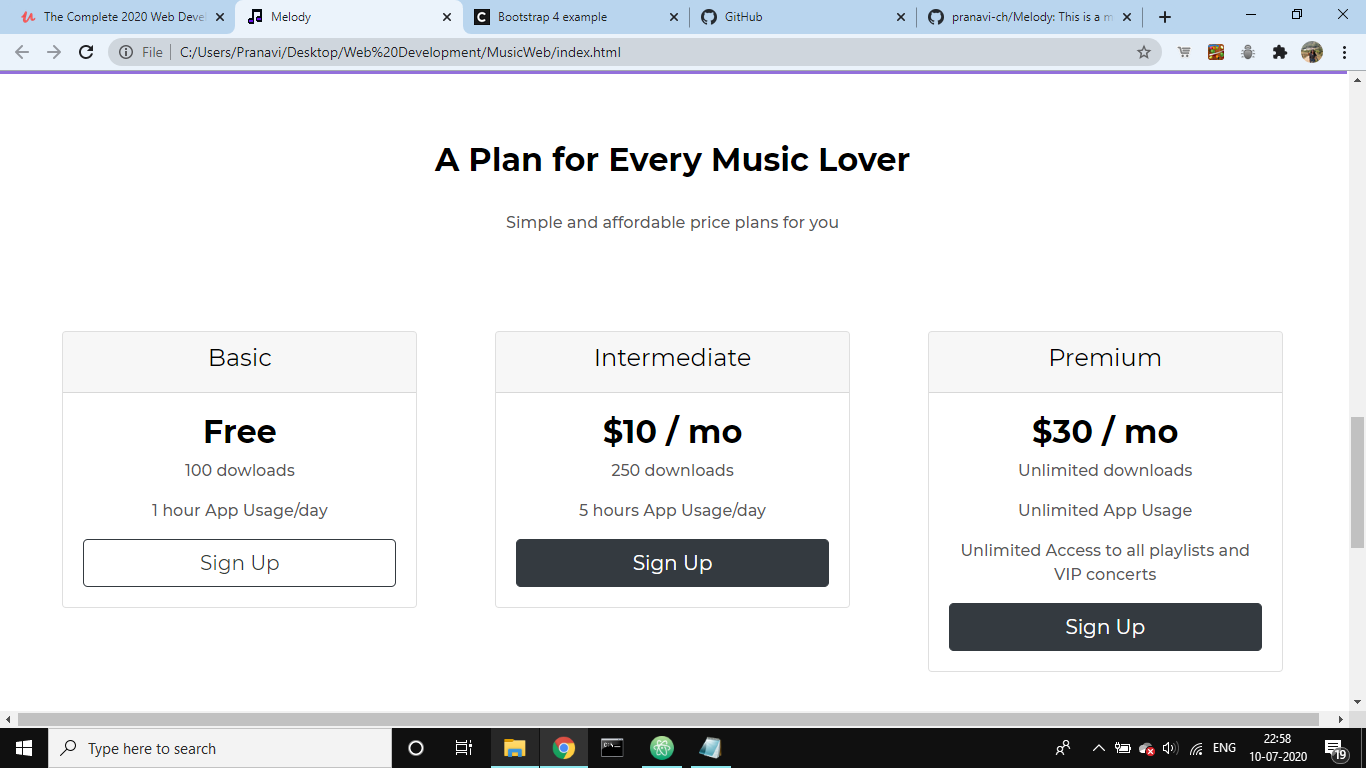 The Complete 2020 Web Devel
Melody
Bootstrap 4 example
GitHub
pranavi-ch/Melody: This is a m
File
C:/Users/Pranavi/Desktop/Web%20Development/MusicWeb/index.html
A Plan for Every Music Lover
Simple and affordable price plans for you
Basic
Free
100 dowloads
1 hour App Usage/day
Sign Up
Intermediate
$10 / mo
250 downloads
5 hours App Usage/day
Sign Up
Premium
$30 / mo
Unlimited downloads
Unlimited App Usage
Unlimited Access to all playlists and
VIP concerts
Sign Up
Type here to search
ENG
22:58
10-07-2020
19